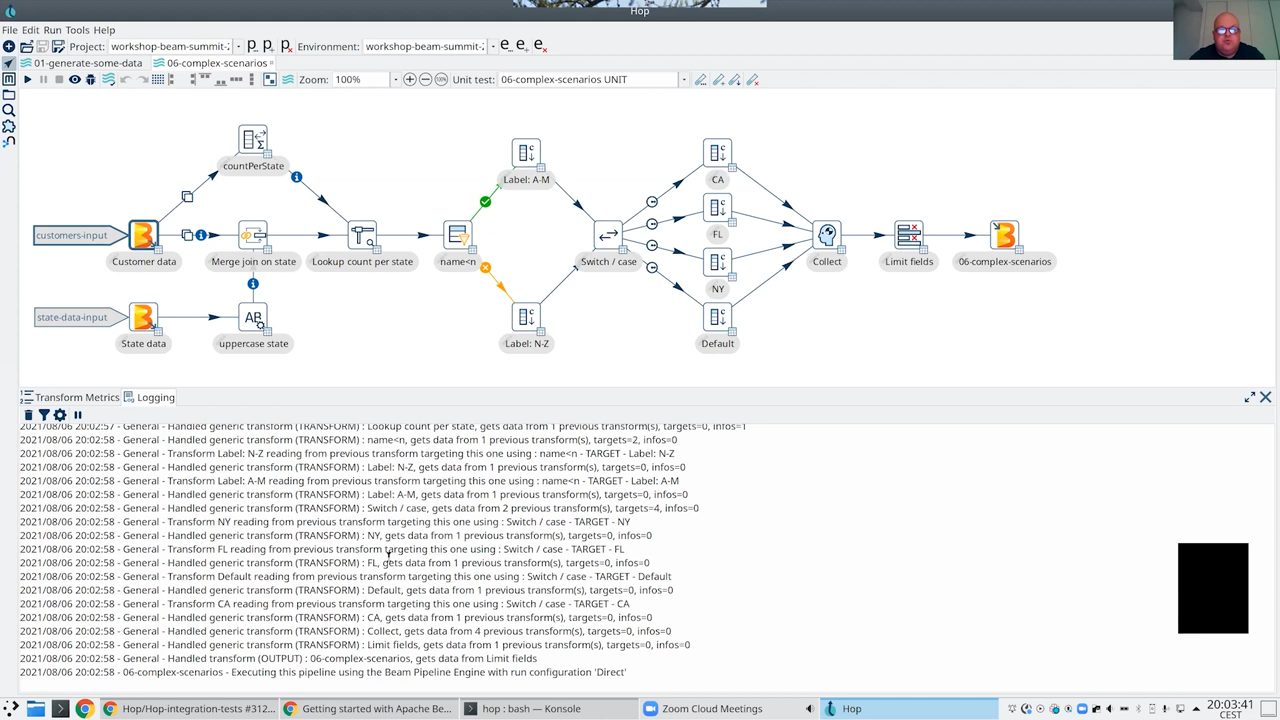 Hop
File Edit Run Tools Help
Project: workshop-beam-summit-2 Environment: workshop-beam-summit-2
01-generate-some-data 06-complex-scenarios
Zoom: 100% Unit test: 06-complex-scenarios UNIT
countPerState
Label: A-M
CA
customers-input
Customer data
Merge join on state
Lookup count per state
name<n
Switch / case
FL
Collect
Limit fields
06-complex-scenarios
NY
state-data-input
State data
AB
uppercase state
Label: N-Z
Default
Transform Metrics Logging
2021/08/06 20:02:57 - General - Handled generic transform (TRANSFORM) : Lookup count per state, gets data from 1 previous transform(s), targets=0, infos=1
2021/08/06 20:02:58 - General - Handled generic transform (TRANSFORM) : name<n, gets data from 1 previous transform(s), targets=2, infos=0
2021/08/06 20:02:58 - General - Transform Label: N-Z reading from previous transform targeting this one using : name<n - TARGET - Label: N-Z
2021/08/06 20:02:58 - General - Handled generic transform (TRANSFORM) : Label: N-Z, gets data from 1 previous transform(s), targets=0, infos=0
2021/08/06 20:02:58 - General - Transform Label: A-M reading from previous transform targeting this one using : name<n - TARGET - Label: A-M
2021/08/06 20:02:58 - General - Handled generic transform (TRANSFORM) : Label: A-M, gets data from 1 previous transform(s), targets=0, infos=0
2021/08/06 20:02:58 - General - Handled generic transform (TRANSFORM) : Switch / case, gets data from 2 previous transform(s), targets=4, infos=0
2021/08/06 20:02:58 - General - Transform NY reading from previous transform targeting this one using : Switch / case - TARGET - NY
2021/08/06 20:02:58 - General - Handled generic transform (TRANSFORM) : NY, gets data from 1 previous transform(s), targets=0, infos=0
2021/08/06 20:02:58 - General - Transform FL reading from previous transform targeting this one using : Switch / case - TARGET - FL
2021/08/06 20:02:58 - General - Handled generic transform (TRANSFORM) : FL, gets data from 1 previous transform(s), targets=0, infos=0
2021/08/06 20:02:58 - General - Transform Default reading from previous transform targeting this one using : Switch / case - TARGET - Default
2021/08/06 20:02:58 - General - Handled generic transform (TRANSFORM) : Default, gets data from 1 previous transform(s), targets=0, infos=0
2021/08/06 20:02:58 - General - Transform CA reading from previous transform targeting this one using : Switch / case - TARGET - CA
2021/08/06 20:02:58 - General - Handled generic transform (TRANSFORM) : CA, gets data from 1 previous transform(s), targets=0, infos=0
2021/08/06 20:02:58 - General - Handled generic transform (TRANSFORM) : Collect, gets data from 4 previous transform(s), targets=0, infos=0
2021/08/06 20:02:58 - General - Handled generic transform (TRANSFORM) : Limit fields, gets data from 1 previous transform(s), targets=0, infos=0
2021/08/06 20:02:58 - General - Handled transform (OUTPUT) : 06-complex-scenarios, gets data from Limit fields
2021/08/06 20:02:58 - 06-complex-scenarios - Executing this pipeline using the Beam Pipeline Engine with run configuration 'Direct'
Hop/Hop-integration-tests #312... Getting started with Apache Be... hop : bash — Konsole Zoom Cloud Meetings Hop 20:03:41
CEST